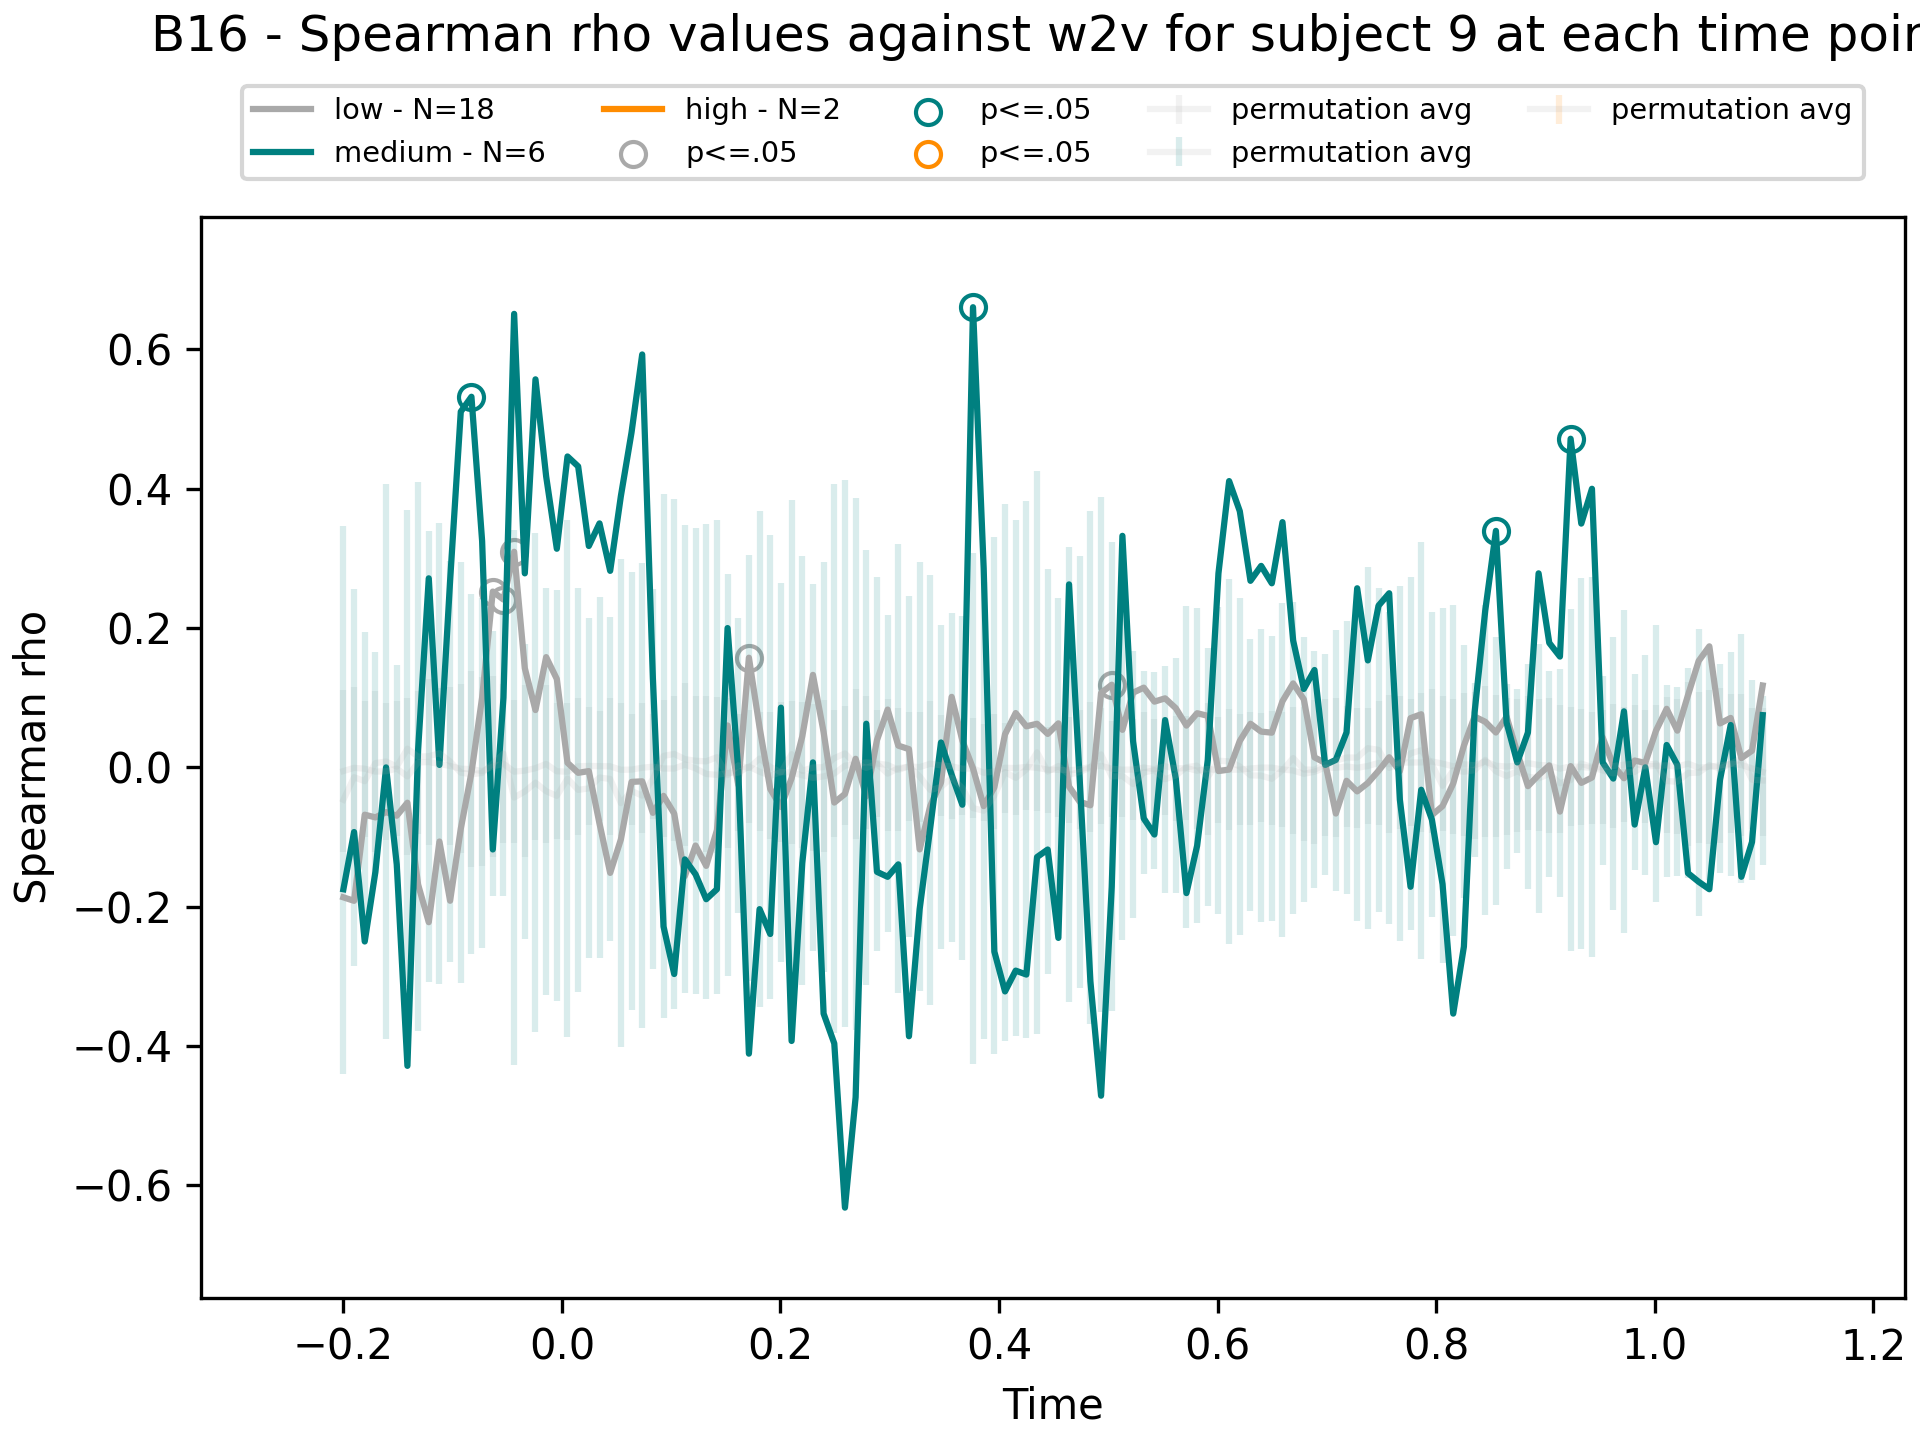 B16 - Spearman rho values against w2v for subject 9 at each time poin
low - N=18
medium - N=6
high - N=2
p<=.05
p<=.05
p<=.05
permutation avg
permutation avg
permutation avg
Spearman rho
0.6
0.4
0.2
0.0
−0.2
−0.4
−0.6
−0.2 0.0 0.2 0.4 0.6 0.8 1.0 1.2
Time